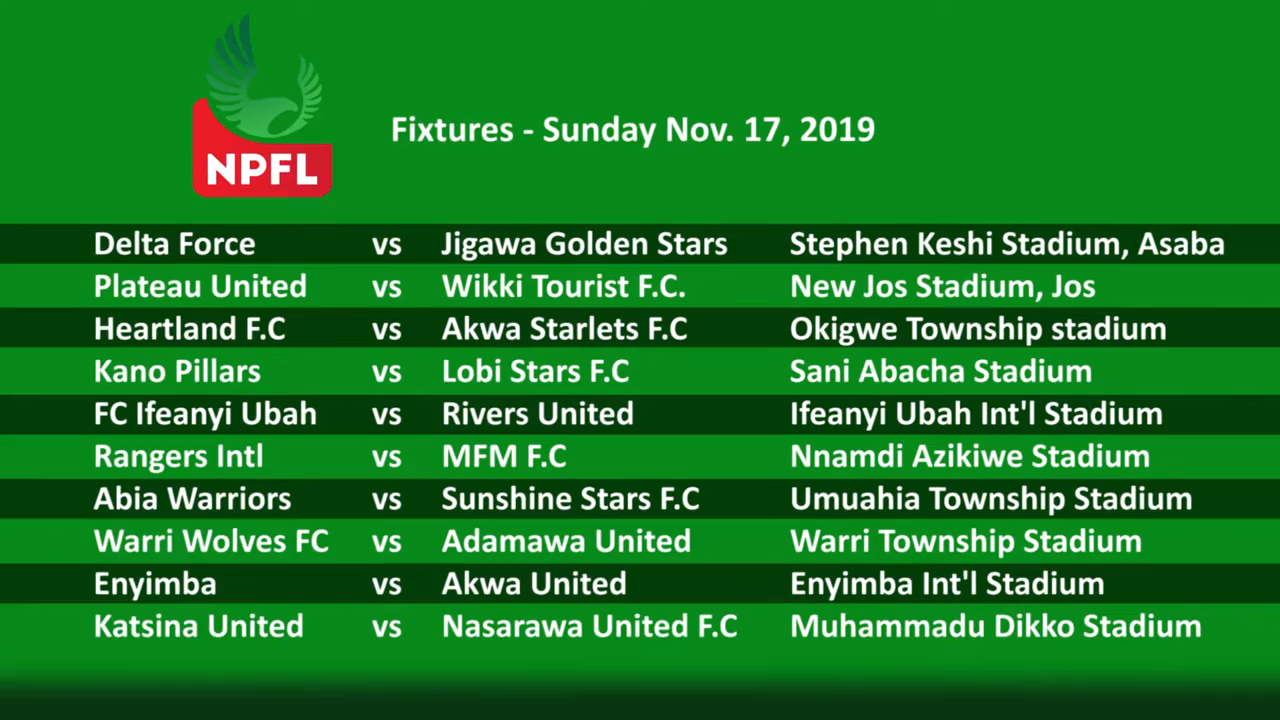 NPFL
Fixtures - Sunday Nov. 17, 2019
Delta Force vs Jigawa Golden Stars Stephen Keshi Stadium, Asaba
Plateau United vs Wikki Tourist F.C. New Jos Stadium, Jos
Heartland F.C vs Akwa Starlets F.C Okigwe Township stadium
Kano Pillars vs Lobi Stars F.C Sani Abacha Stadium
FC Ifeanyi Ubah vs Rivers United Ifeanyi Ubah Int'l Stadium
Rangers Intl vs MFM F.C Nnamdi Azikiwe Stadium
Abia Warriors vs Sunshine Stars F.C Umuahia Township Stadium
Warri Wolves FC vs Adamawa United Warri Township Stadium
Enyimba vs Akwa United Enyimba Int'l Stadium
Katsina United vs Nasarawa United F.C Muhammadu Dikko Stadium